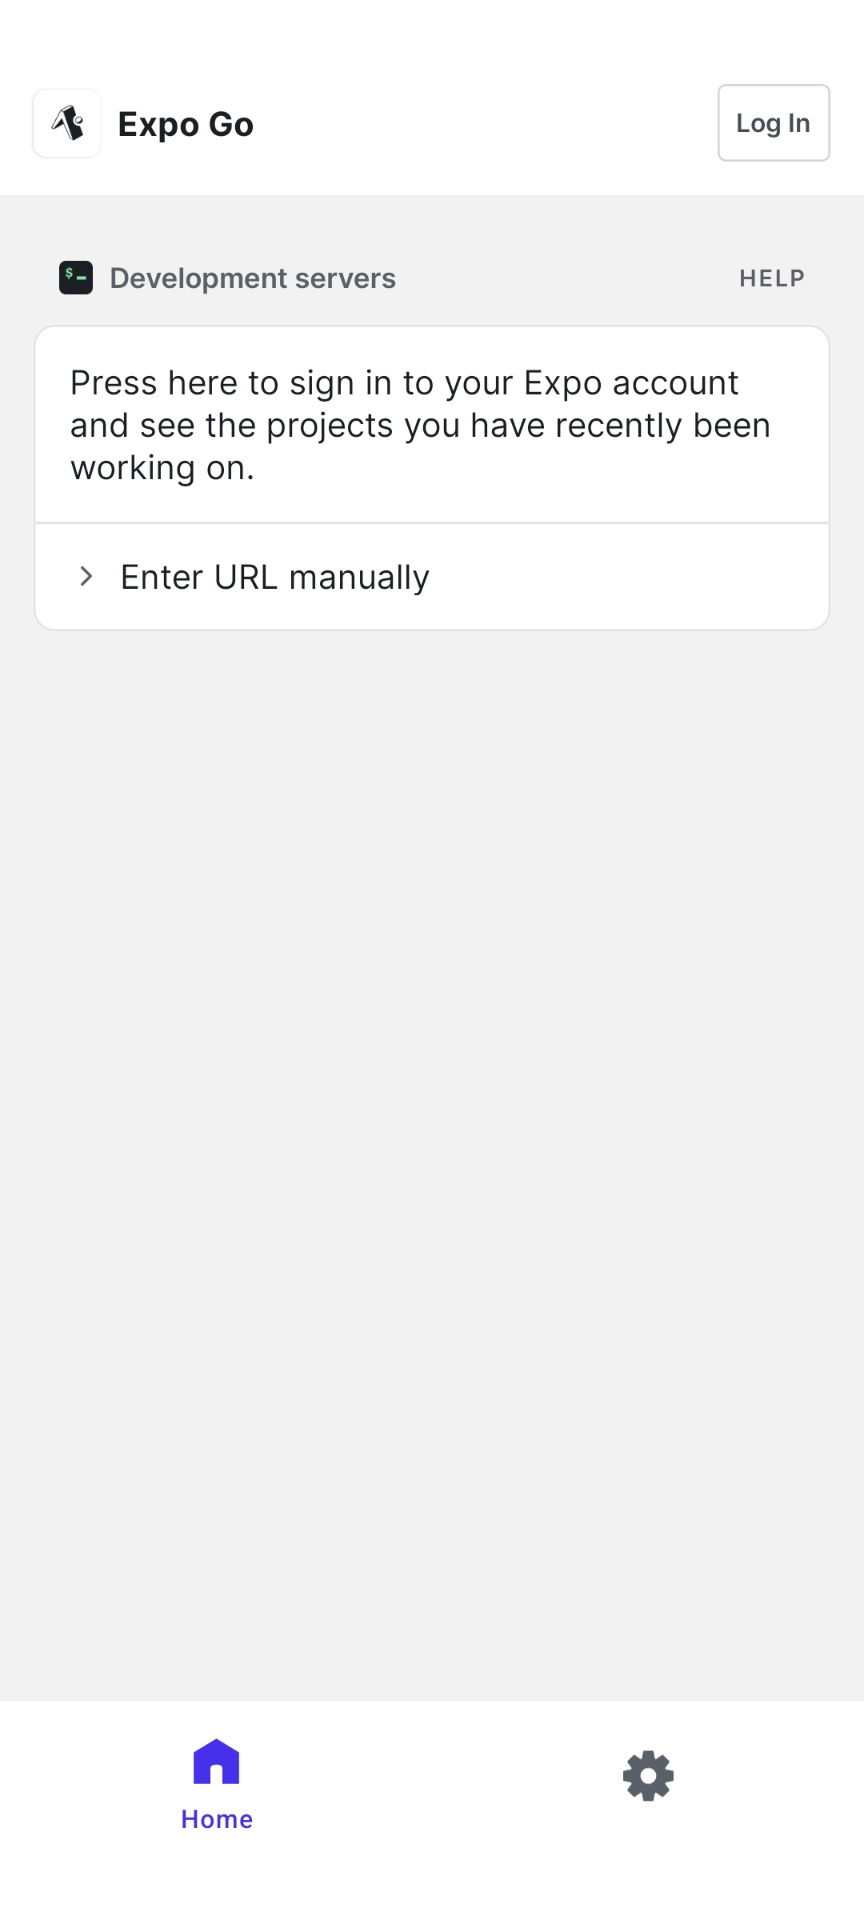 Expo Go
Log In
$
Development servers
HELP
Press here to sign in to your Expo account
and see the projects you have recently been
working on.
Enter URL manually
Home